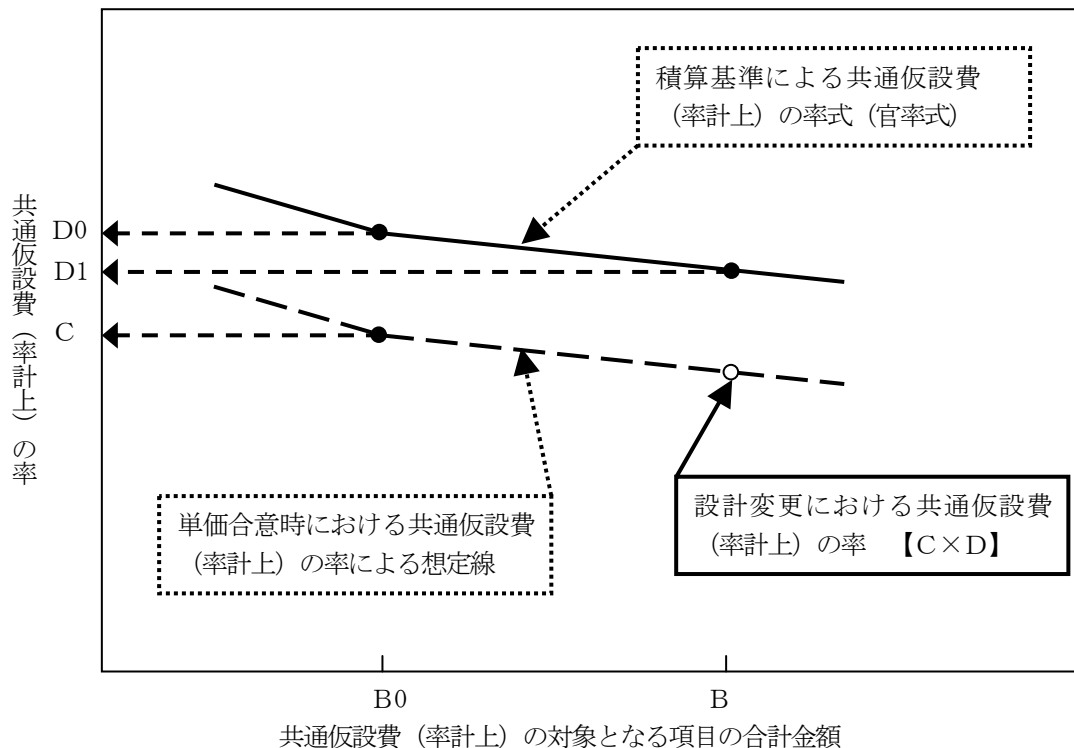 積算基準による共通仮設費
（率計上）の率式（官率式）
共通仮設費（率計上）の率
D0
D1
C
単価合意時における共通仮設費
（率計上）の率による想定線
設計変更における共通仮設費
（率計上）の率　【C×D】
B0
B
共通仮設費（率計上）の対象となる項目の合計金額